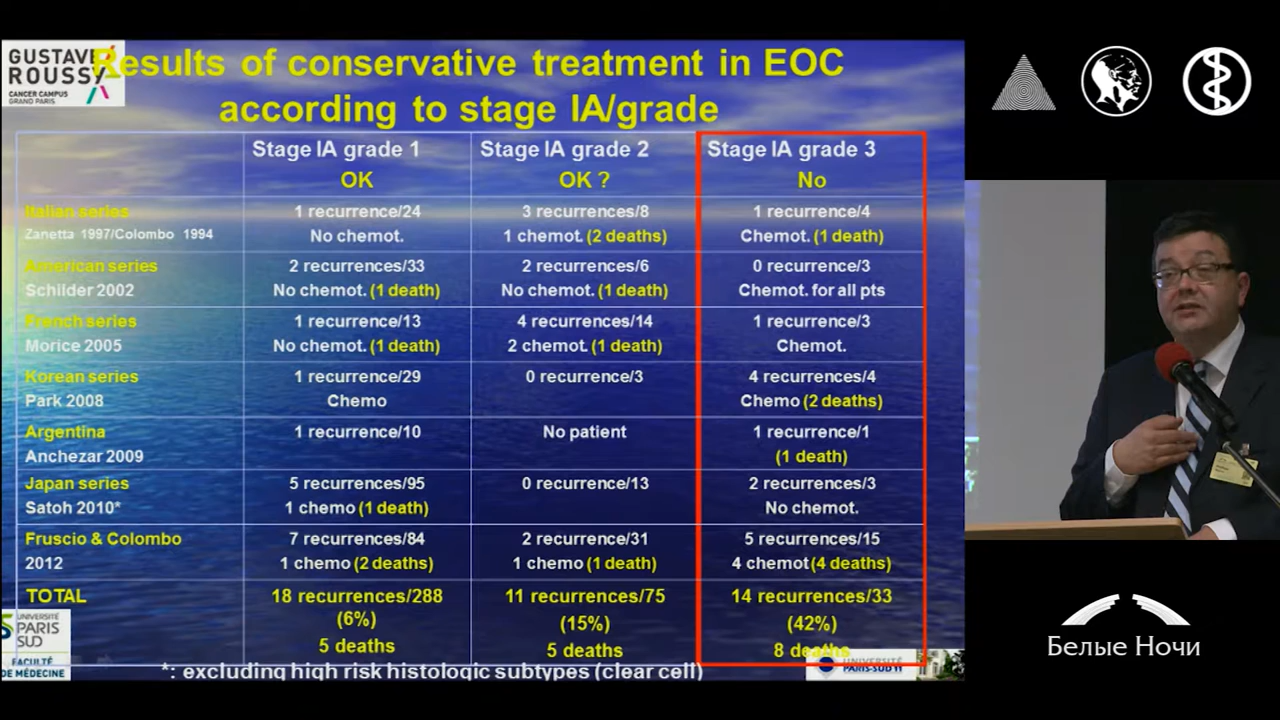 GUSTAVE
ROUSSY
CANCER CAMPUS
GRAND PARIS
Results of conservative treatment in EOC
according to stage IA/grade
Stage IA grade 1
OK
Stage IA grade 2
OK ?
Stage IA grade 3
No
Italian series
Zanetta 1997/Colombo 1994
1 recurrence/24
No chemot.
3 recurrences/8
1 chemot. (2 deaths)
1 recurrence/4
Chemot. (1 death)
American series
Schilder 2002
2 recurrences/33
No chemot. (1 death)
2 recurrences/6
No chemot. (1 death)
0 recurrence/3
Chemot. for all pts
French series
Morice 2005
1 recurrence/13
No chemot. (1 death)
4 recurrences/14
2 chemot. (1 death)
1 recurrence/3
Chemot.
Korean series
Park 2008
1 recurrence/29
Chemo
0 recurrence/3
4 recurrences/4
Chemo (2 deaths)
Argentina
Anchezar 2009
1 recurrence/10
No patient
1 recurrence/1
(1 death)
Japan series
Satoh 2010*
5 recurrences/95
1 chemo (1 death)
0 recurrence/13
2 recurrences/3
No chemot.
Fruscio & Colombo
2012
7 recurrences/84
1 chemo (2 deaths)
2 recurrence/31
1 chemo (1 death)
5 recurrences/15
4 chemot (4 deaths)
TOTAL
18 recurrences/288
(6%)
5 deaths
11 recurrences/75
(15%)
5 deaths
14 recurrences/33
(42%)
8 deaths
UNIVERSITÉ
PARIS
SUD
FACULTÉ
DE MÉDECINE
*: excluding high risk histologic subtypes (clear cell)
UNIVERSITÉ
PARIS-SUD 11
Белые Ночи